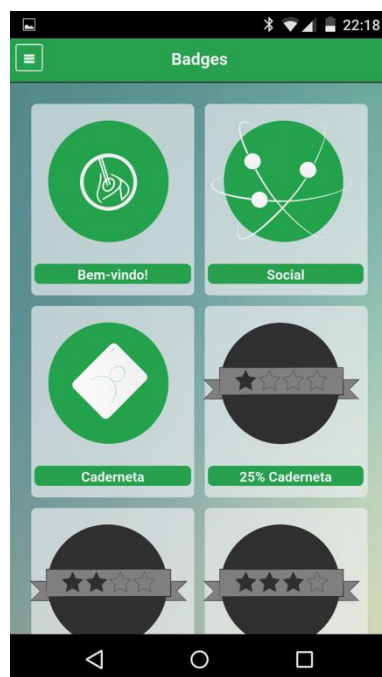 22:18
Badges
Bem-vindo!
Social
Caderneta
25% Caderneta